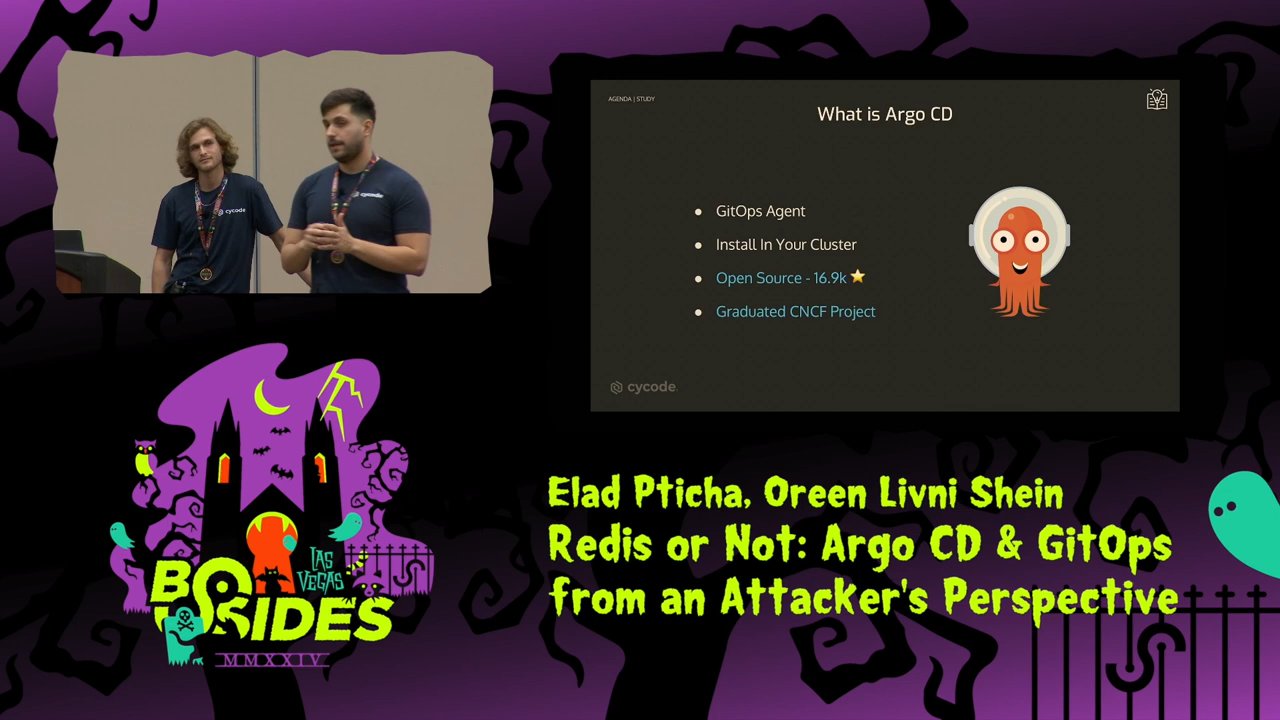 cycode
cycode
AGENDA | STUDY
What is Argo CD
GitOps Agent
Install In Your Cluster
Open Source - 16.9k
Graduated CNCF Project
cycode
LAS
VEGAS
BSIDES
MMXXIV
Elad Pticha, Oreen Livni Shein
Redis or Not: Argo CD & GitOps
from an Attacker's Perspective